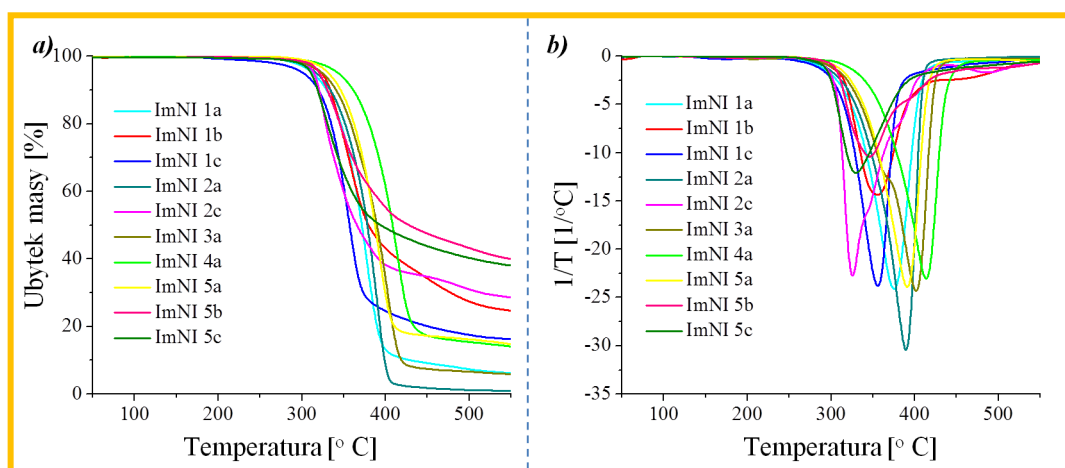 a)
100
80
60
40
20
0
Ubytek masy [%]
ImNI 1a
ImNI 1b
ImNI 1c
ImNI 2a
ImNI 2c
ImNI 3a
ImNI 4a
ImNI 5a
ImNI 5b
ImNI 5c
100 200 300 400 500
Temperatura [° C]
b)
0
-5
-10
-15
-20
-25
-30
-35
1/T [1/°C]
ImNI 1a
ImNI 1b
ImNI 1c
ImNI 2a
ImNI 2c
ImNI 3a
ImNI 4a
ImNI 5a
ImNI 5b
ImNI 5c
100 200 300 400 500
Temperatura [° C]